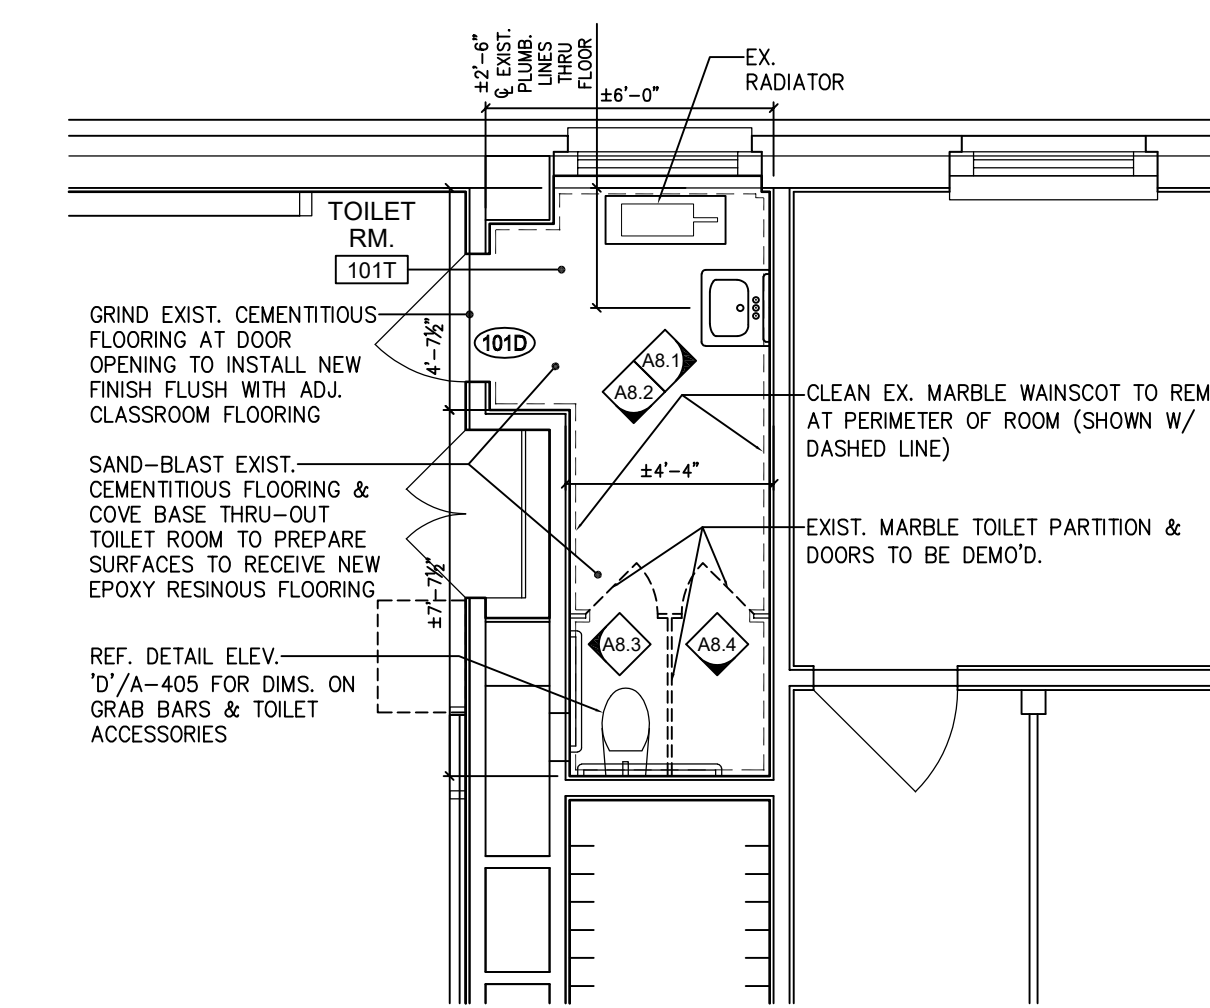 ±2'-6"
℄ EXIST.
PLUMB.
LINES
THRU
FLOOR
±6'-0"
EX.
RADIATOR
TOILET
RM.
101T
GRIND EXIST. CEMENTITIOUS
FLOORING AT DOOR
OPENING TO INSTALL NEW
FINISH FLUSH WITH ADJ.
CLASSROOM FLOORING
4'-7½"
101D
A8.1
A8.2
CLEAN EX. MARBLE WAINSCOT TO REM
AT PERIMETER OF ROOM (SHOWN W/
DASHED LINE)
SAND-BLAST EXIST.
CEMENTITIOUS FLOORING &
COVE BASE THRU-OUT
TOILET ROOM TO PREPARE
SURFACES TO RECEIVE NEW
EPOXY RESINOUS FLOORING
±4'-4"
EXIST. MARBLE TOILET PARTITION &
DOORS TO BE DEMO'D.
±7'-7½"
A8.3
A8.4
REF. DETAIL ELEV.
'D'/A-405 FOR DIMS. ON
GRAB BARS & TOILET
ACCESSORIES